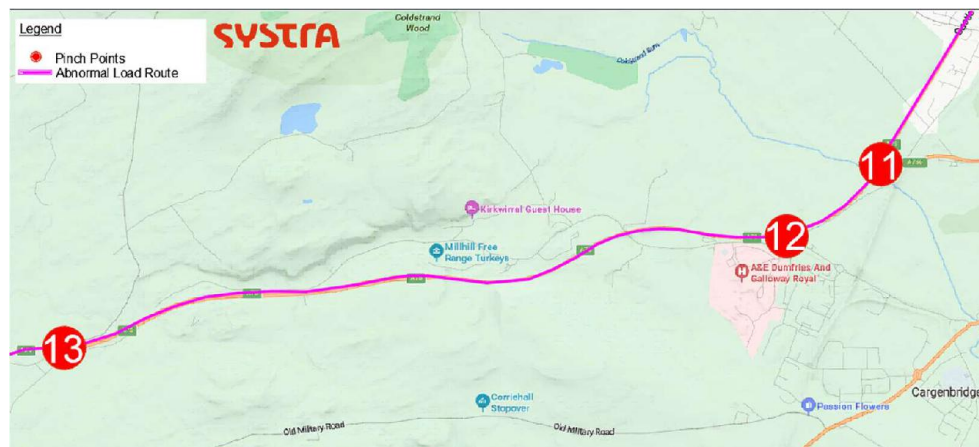 Legend
Pinch Points
Abnormal Load Route
SYSTRA
Coldstrand
Wood
11
12
13
Kirkwirral Guest House
Millhill Free
Range Turkeys
A&E Dumfries And
Galloway Royal
Corriehall
Stopover
Passion Flowers
Cargenbridge
Old Military Road
Old Military Road